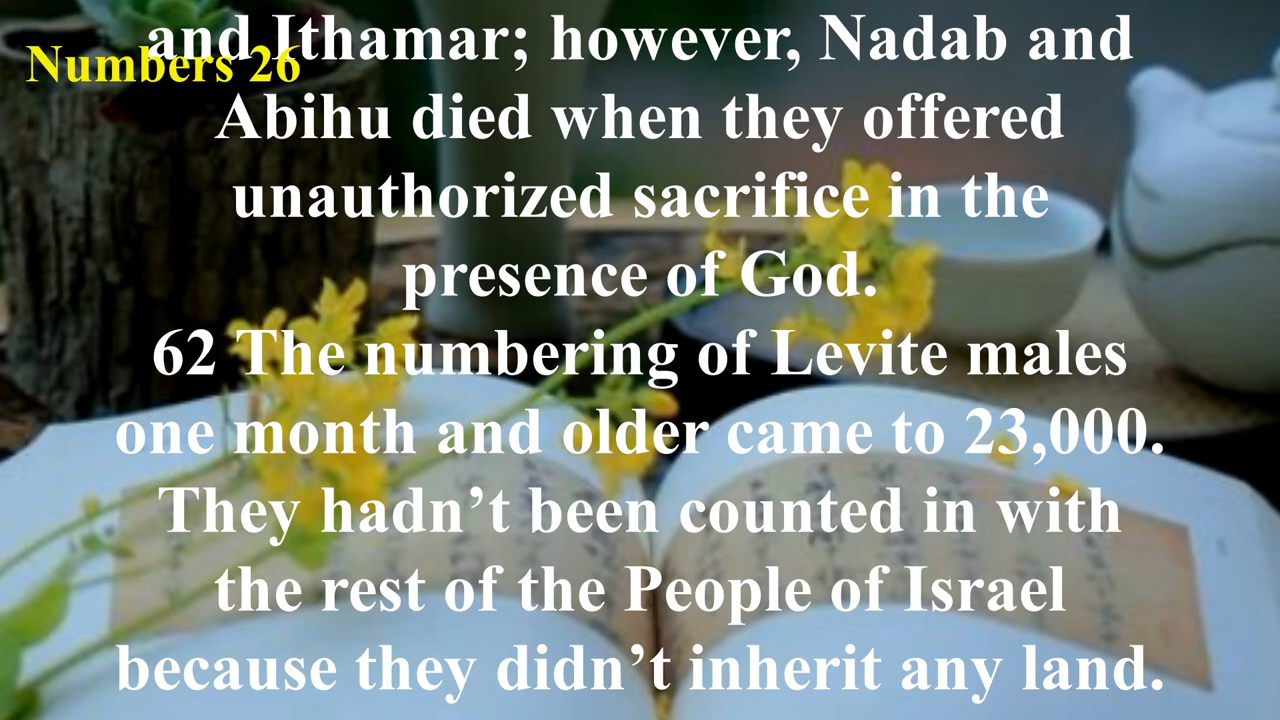 and Ithamar; however, Nadab and
Numbers 26
Abihu died when they offered
unauthorized sacrifice in the
presence of God.
62 The numbering of Levite males
one month and older came to 23,000.
They hadn’t been counted in with
the rest of the People of Israel
because they didn’t inherit any land.